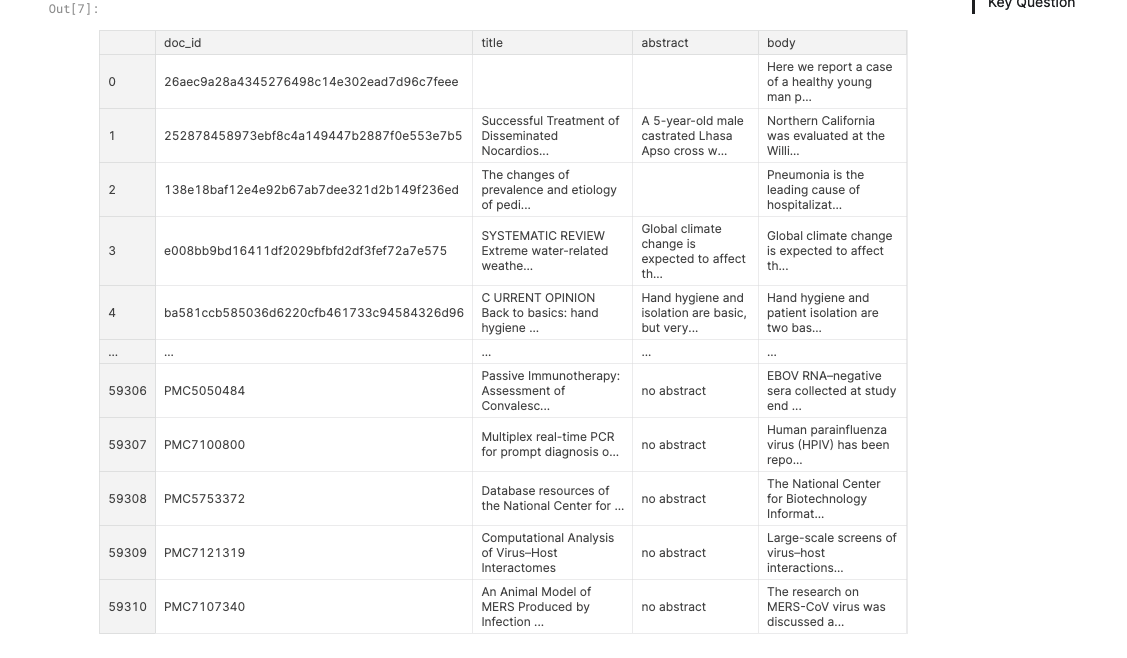 Key Question
Out[7]:
doc_id title abstract body
0 26aec9a28a4345276498c14e302ead7d96c7feee Here we report a case
of a healthy young
man p...
1 252878458973ebf8c4a149447b2887f0e553e7b5 Successful Treatment of
Disseminated
Nocardios...
A 5-year-old male
castrated Lhasa
Apso cross w...
Northern California
was evaluated at the
Willi...
2 138e18baf12e4e92b67ab7dee321d2b149f236ed The changes of
prevalence and etiology
of pedi...
Pneumonia is the
leading cause of
hospitalizat...
3 e008bb9bd16411df2029bfbfd2df3fef72a7e575 SYSTEMATIC REVIEW
Extreme water-related
weathe...
Global climate
change is
expected to affect
th...
Global climate change
is expected to affect
th...
4 ba581ccb585036d6220cfb461733c94584326d96 C URRENT OPINION
Back to basics: hand
hygiene ...
Hand hygiene and
isolation are basic,
but very...
Hand hygiene and
patient isolation are
two bas...
... ... ... ... ...
59306 PMC5050484 Passive Immunotherapy:
Assessment of
Convalesc...
no abstract
EBOV RNA–negative
sera collected at study
end ...
59307 PMC7100800 Multiplex real-time PCR
for prompt diagnosis o...
no abstract
Human parainfluenza
virus (HPIV) has been
repo...
59308 PMC5753372 Database resources of
the National Center for ...
no abstract
The National Center
for Biotechnology
Informat...
59309 PMC7121319 Computational Analysis
of Virus–Host
Interactomes
no abstract
Large-scale screens of
virus–host
interactions...
59310 PMC7107340 An Animal Model of
MERS Produced by
Infection ...
no abstract
The research on
MERS-CoV virus was
discussed a...